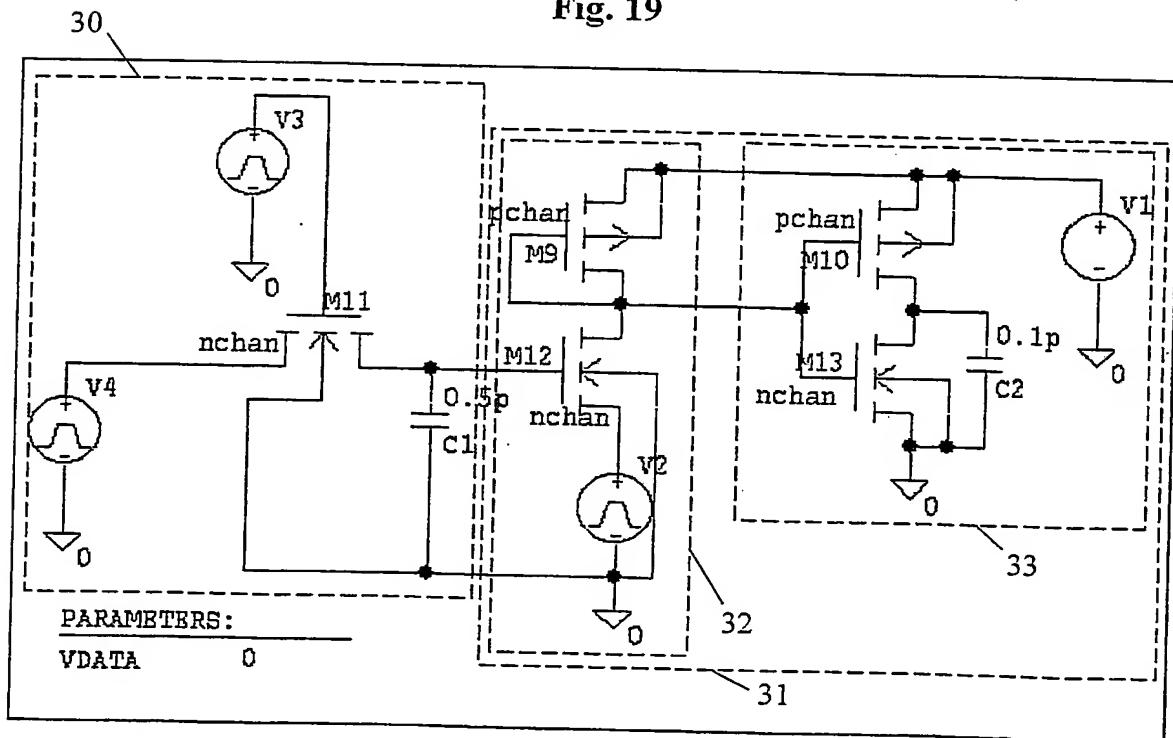 Fig. 19
30
V3
0
M11
nchan
V4
0
0.5p
C1
pchan
M9
M12
nchan
V2
0
pchan
M10
M13
nchan
0.1p
C2
0
V1
0
33
32
31
PARAMETERS:
VDATA 0